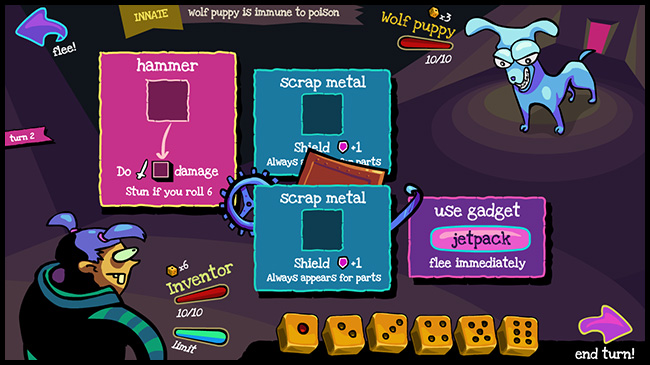 INNATE
wolf puppy is immune to poison
x3
Wolf puppy
10/10
flee!
turn 2
hammer
Do damage
Stun if you roll 6
scrap metal
Shield +1
Always for parts
scrap metal
Shield +1
Always appears for parts
use gadget
jetpack
flee immediately
x6
Inventor
10/10
limit
end turn!